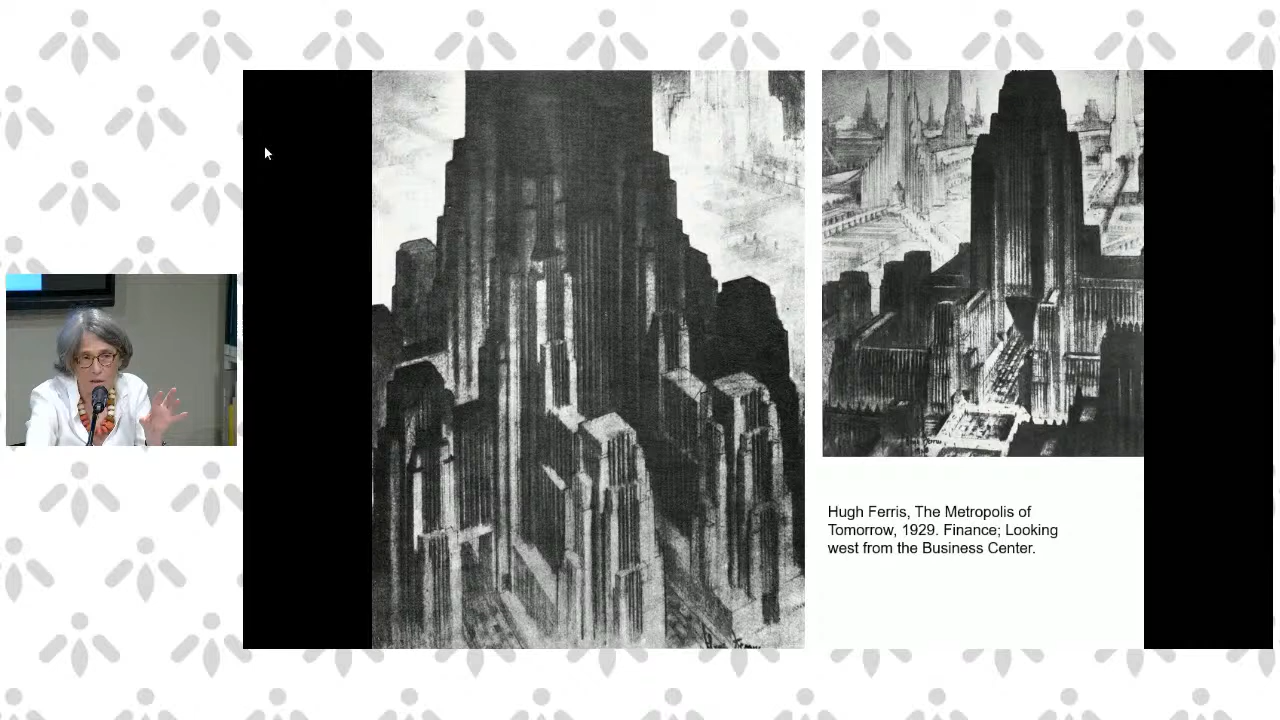 Hugh Ferris, The Metropolis of
Tomorrow, 1929. Finance; Looking
west from the Business Center.